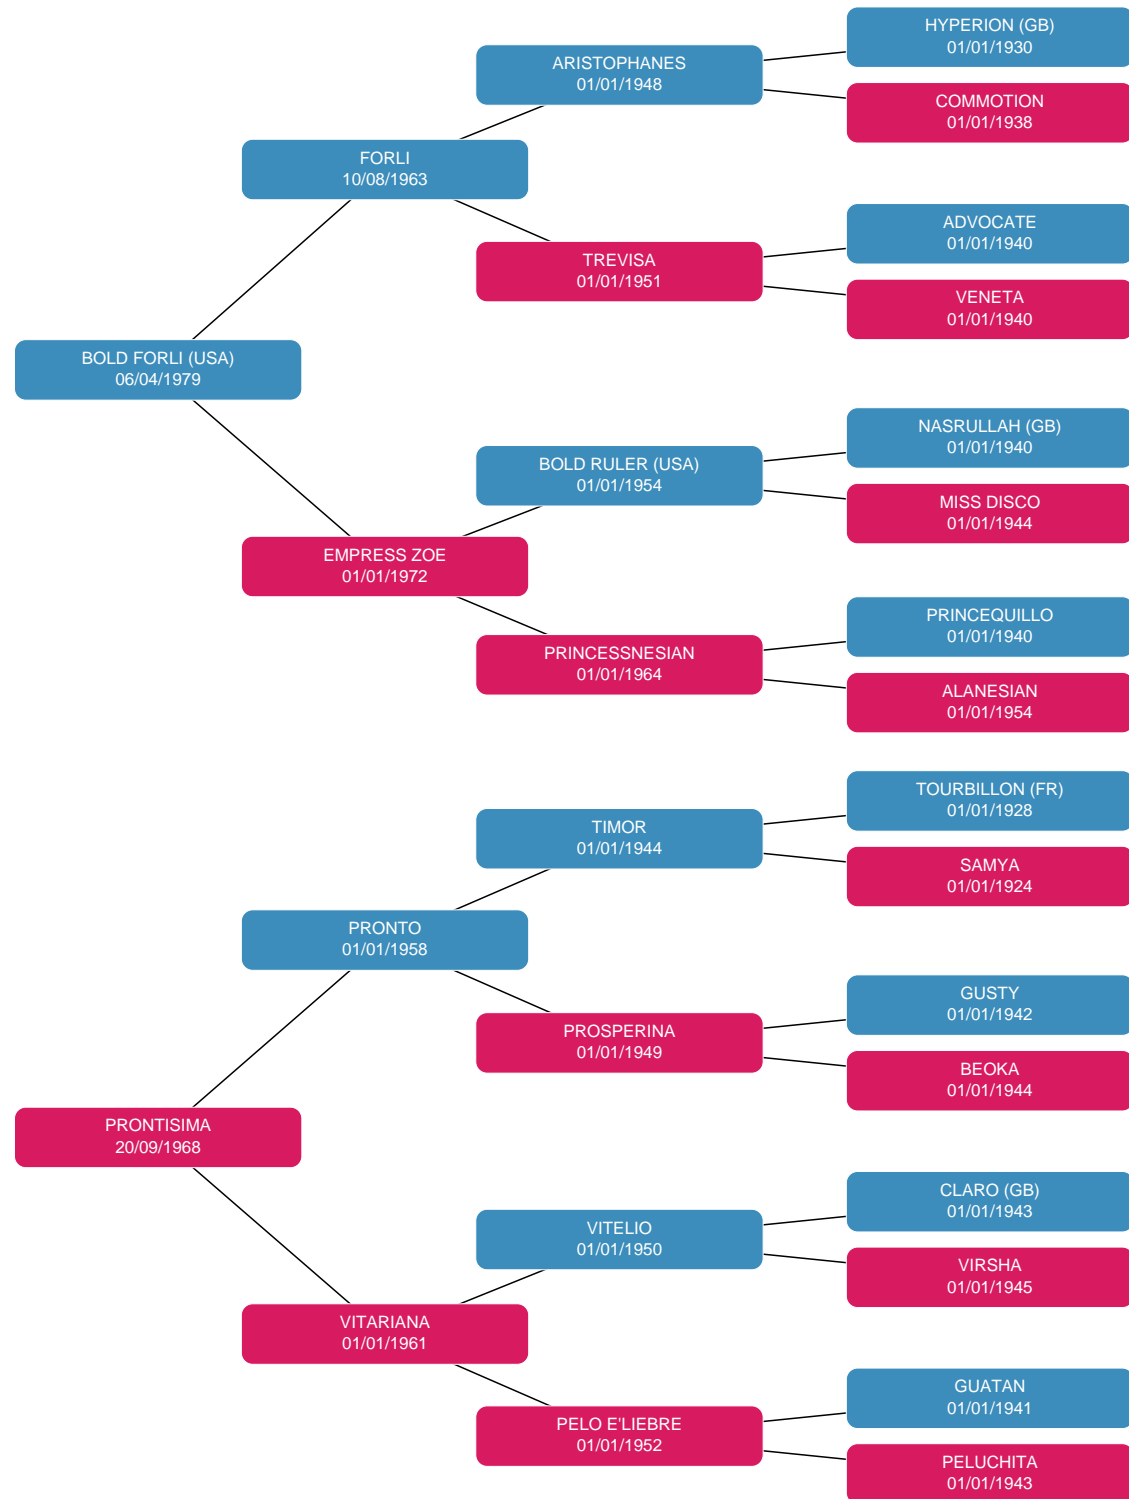 HYPERION (GB)
01/01/1930
ARISTOPHANES
01/01/1948
COMMOTION
01/01/1938
FORLI
10/08/1963
ADVOCATE
01/01/1940
TREVISA
01/01/1951
VENETA
01/01/1940
BOLD FORLI (USA)
06/04/1979
NASRULLAH (GB)
01/01/1940
BOLD RULER (USA)
01/01/1954
MISS DISCO
01/01/1944
EMPRESS ZOE
01/01/1972
PRINCEQUILLO
01/01/1940
PRINCESSNESIAN
01/01/1964
ALANESIAN
01/01/1954
TOURBILLON (FR)
01/01/1928
TIMOR
01/01/1944
SAMYA
01/01/1924
PRONTO
01/01/1958
GUSTY
01/01/1942
PROSPERINA
01/01/1949
BEOKA
01/01/1944
PRONTISIMA
20/09/1968
CLARO (GB)
01/01/1943
VITELIO
01/01/1950
VIRSHA
01/01/1945
VITARIANA
01/01/1961
GUATAN
01/01/1941
PELO E'LIEBRE
01/01/1952
PELUCHITA
01/01/1943